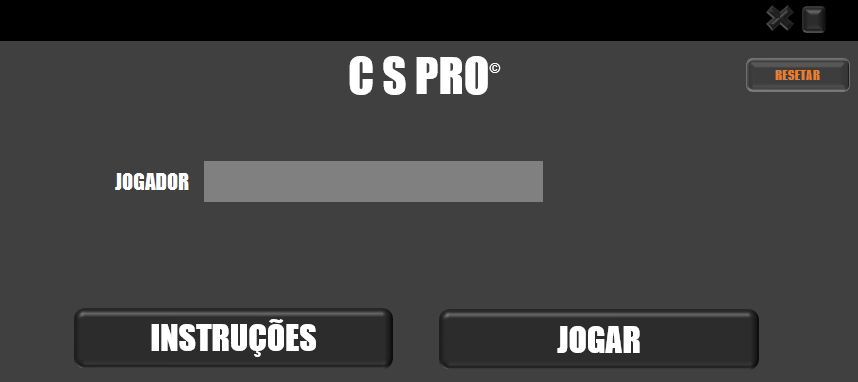 C S PRO©
RESETAR
JOGADOR
INSTRUÇÕES
JOGAR